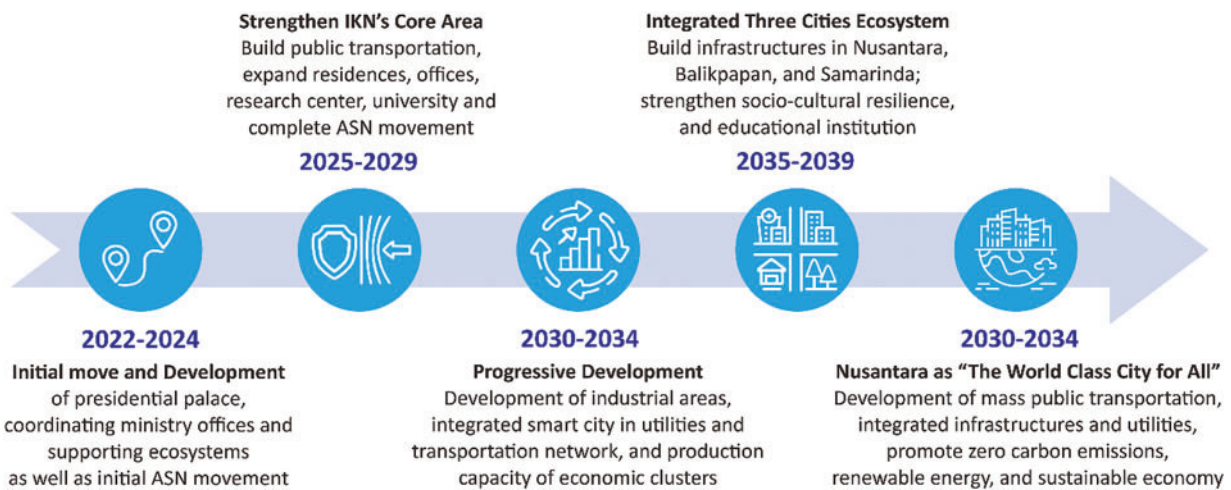 Strengthen IKN's Core Area
Build public transportation,
expand residences, offices,
research center, university and
complete ASN movement
2025-2029
Integrated Three Cities Ecosystem
Build infrastructures in Nusantara,
Balikpapan, and Samarinda;
strengthen socio-cultural resilience,
and educational institution
2035-2039
2022-2024
Initial move and Development
of presidential palace,
coordinating ministry offices and
supporting ecosystems
as well as initial ASN movement
2030-2034
Progressive Development
Development of industrial areas,
integrated smart city in utilities and
transportation network, and production
capacity of economic clusters
2030-2034
Nusantara as “The World Class City for All”
Development of mass public transportation,
integrated infrastructures and utilities,
promote zero carbon emissions,
renewable energy, and sustainable economy